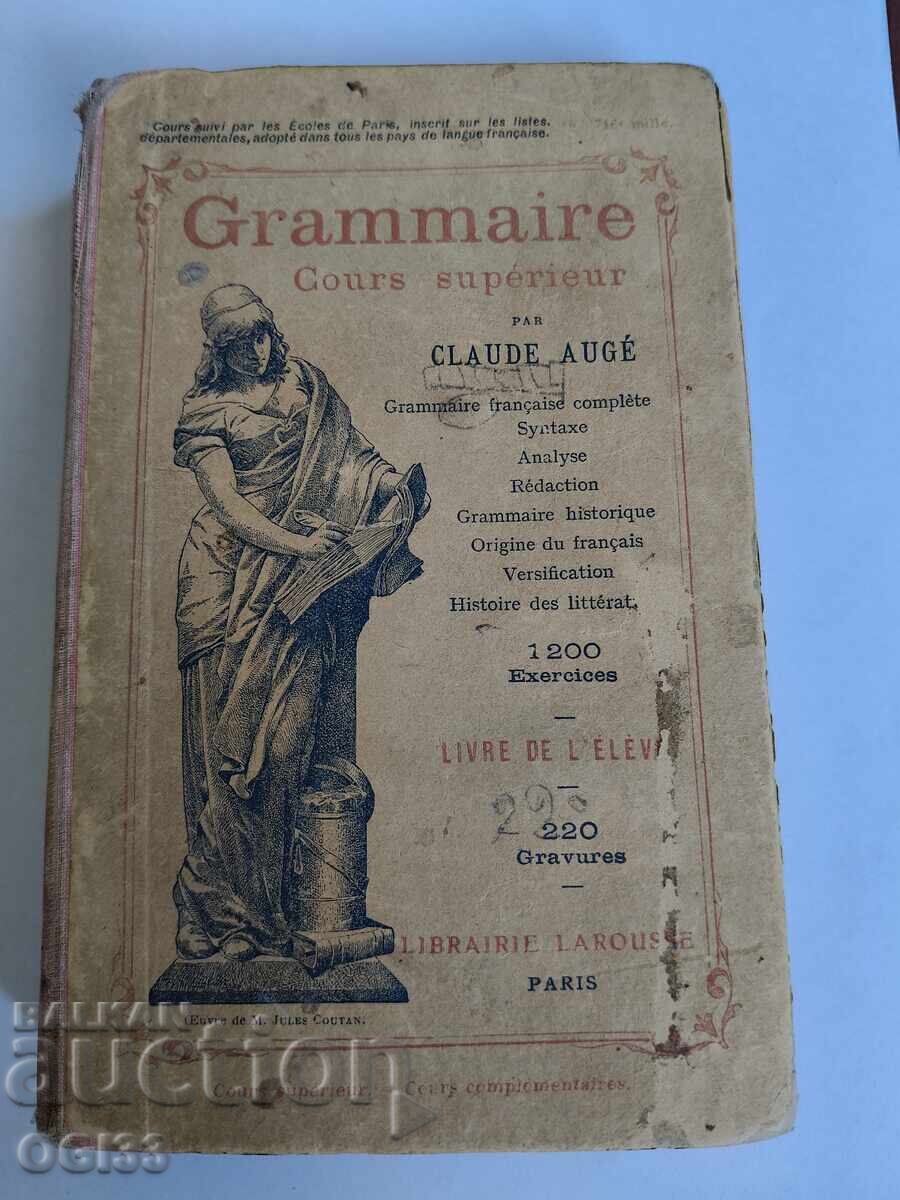 Cours suivi par les Écoles de Paris, inscrit sur les listes
départementales, adopté dans tous les pays de langue française.
mille.
Grammaire
Cours supérieur
PAR
CLAUDE AUGÉ
Grammaire française complète
Syntaxe
Analyse
Rédaction
Grammaire historique
Origine du français
Versification
Histoire des littérat.
1200
Exercices
LIVRE DE L'ÉLÈV
220
Gravures
LIBRAIRIE LAROUSSE
PARIS
Œuvre de M. JULES COUTAN.
Cours supérieur. Cours complémentaires.
BALKAN
auction
OGI33